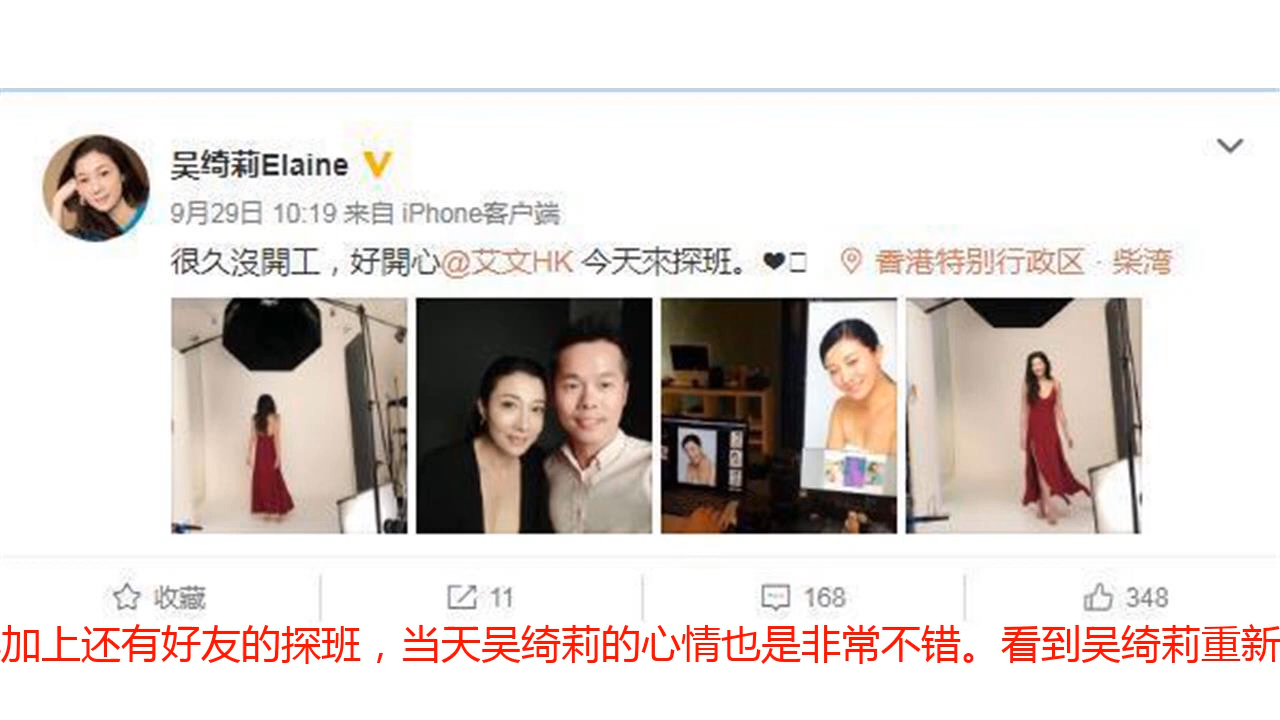 吴绮莉Elaine
9月29日 10:19 来自 iPhone客户端
很久沒開工，好開心@艾文HK 今天來探班。❤□ 香港特别行政区 · 柴湾
收藏 11 168 348
加上还有好友的探班，当天吴绮莉的心情也是非常不错。看到吴绮莉重新